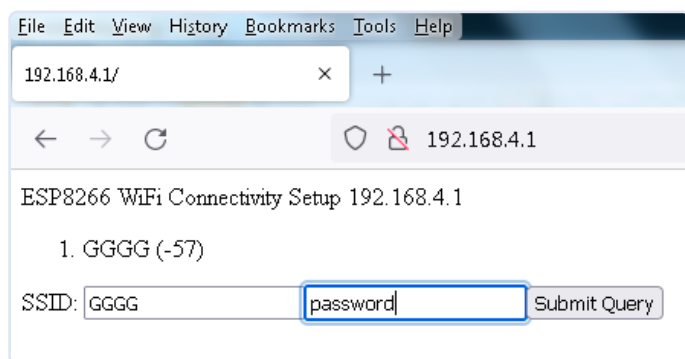 File Edit View History Bookmarks Tools Help
192.168.4.1/
192.168.4.1
ESP8266 WiFi Connectivity Setup 192.168.4.1
1. GGGG (-57)
SSID: GGGG password Submit Query